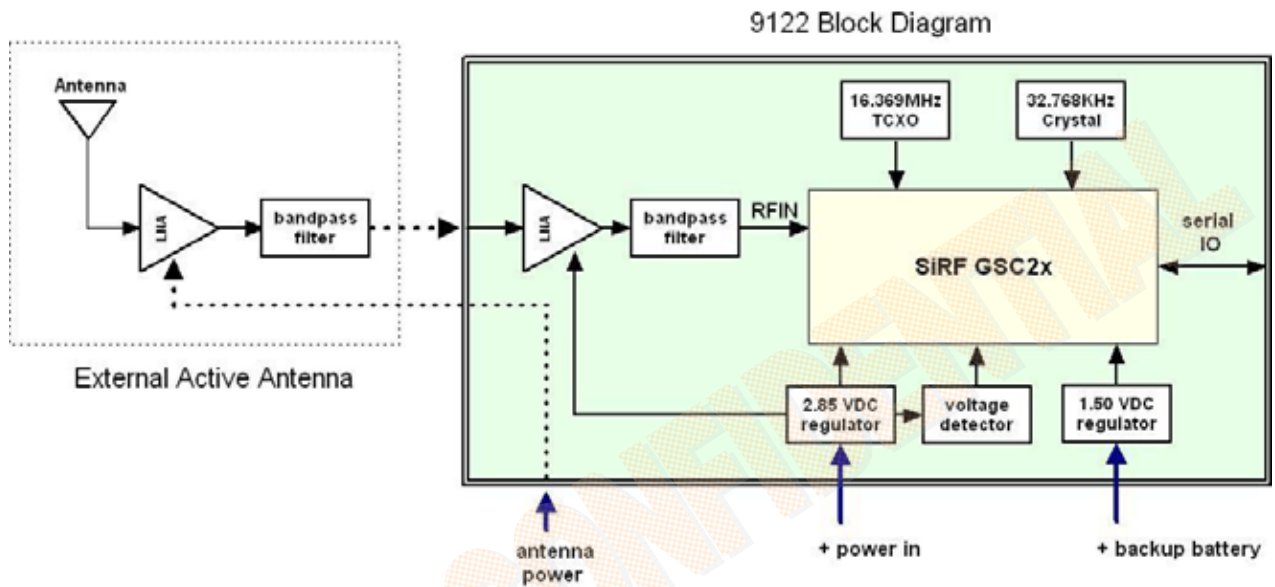 9122 Block Diagram
Antenna
LNA
bandpass
filter
External Active Antenna
16.369MHz
TCXO
32.768KHz
Crystal
LNA
bandpass
filter
RFIN
SiRF GSC2x
serial
IO
2.85 VDC
regulator
voltage
detector
1.50 VDC
regulator
antenna
power
+ power in
+ backup battery
CONFIDENTIAL